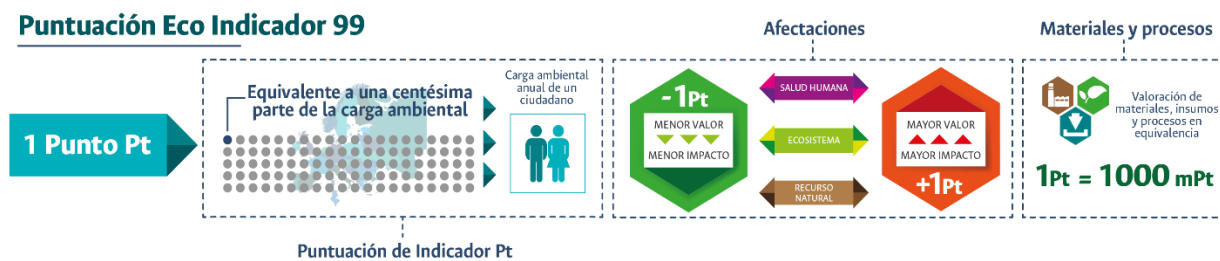 Puntuación Eco Indicador 99
1 Punto Pt
Equivalente a una centésima
parte de la carga ambiental
Carga ambiental
anual de un
ciudadano
Puntuación de Indicador Pt
Afectaciones
-1Pt
MENOR VALOR
MENOR IMPACTO
SALUD HUMANA
ECOSISTEMA
RECURSO
NATURAL
MAYOR VALOR
MAYOR IMPACTO
+1Pt
Materiales y procesos
Valoración de
materiales, insumos
y procesos en
equivalencia
1Pt = 1000 mPt